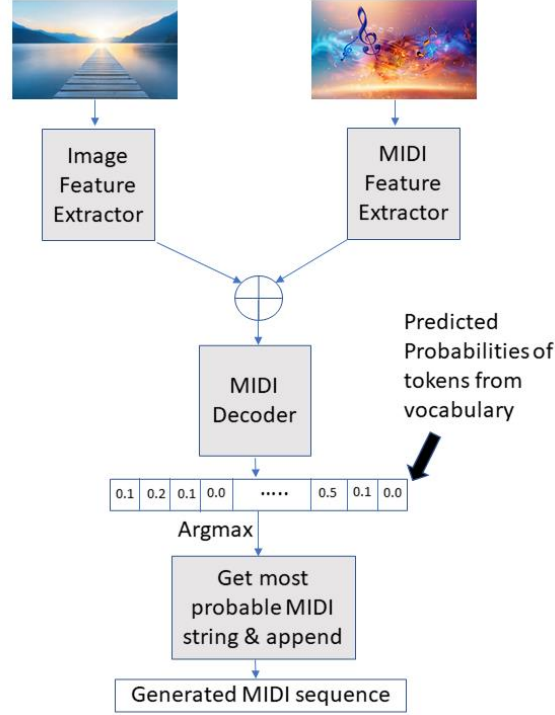 Image
Feature
Extractor
MIDI
Feature
Extractor
Predicted
Probabilities of
tokens from
vocabulary
MIDI
Decoder
0.1 0.2 0.1 0.0 ..... 0.5 0.1 0.0
Argmax
Get most
probable MIDI
string & append
Generated MIDI sequence